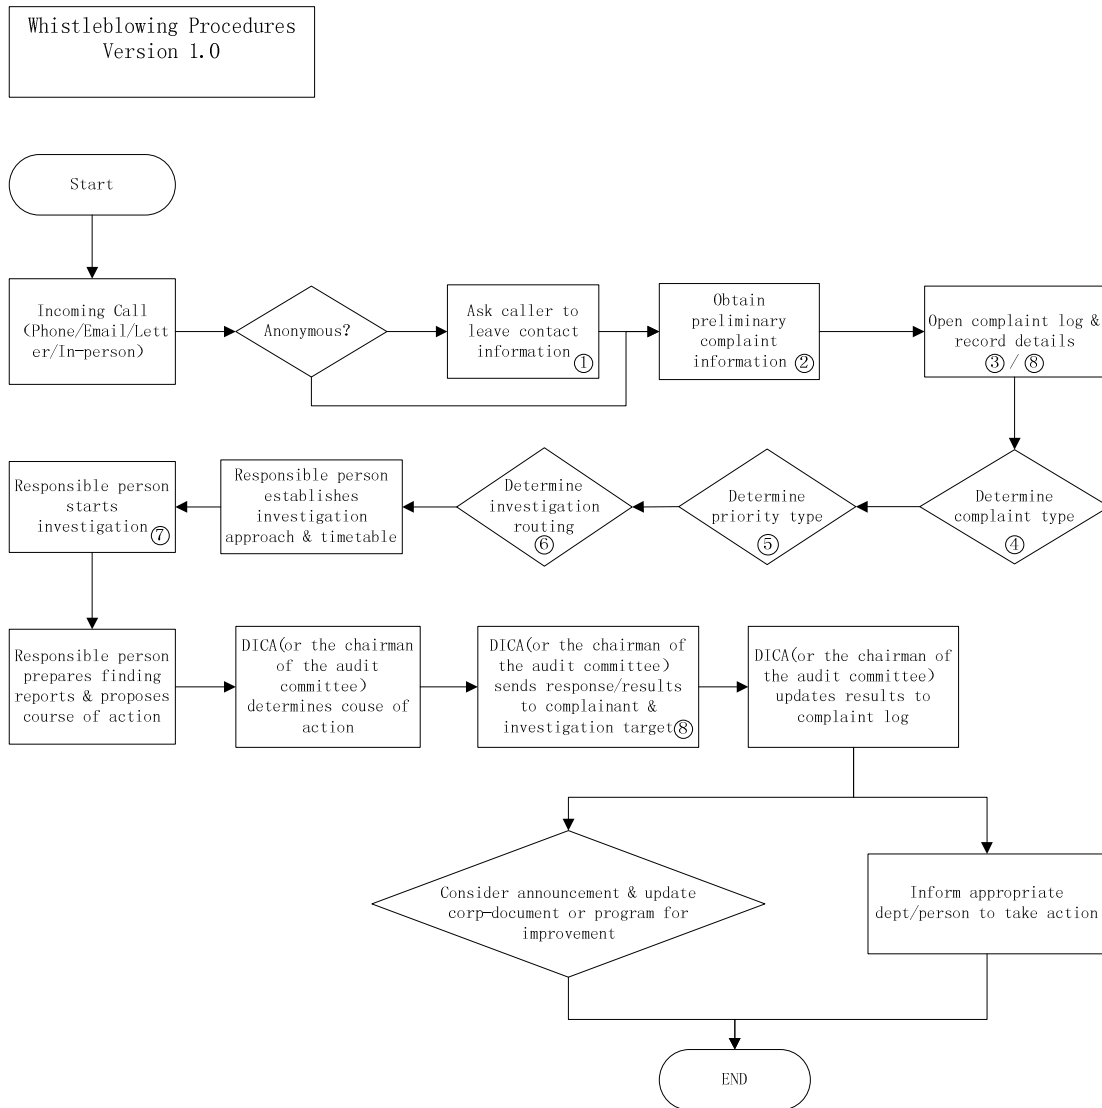 Whistleblowing Procedures
Version 1.0
Start
Incoming Call
(Phone/Email/Lett
er/In-person)
Anonymous?
Ask caller to
leave contact
information
①
Obtain
preliminary
complaint
information
②
Open complaint log &
record details
③ / ⑧
Responsible person
starts
investigation
⑦
Responsible person
establishes
investigation
approach & timetable
Determine
investigation
routing
⑥
Determine
priority type
⑤
Determine
complaint type
④
Responsible person
prepares finding
reports & proposes
course of action
DICA(or the chairman
of the audit
committee)
determines couse of
action
DICA(or the chairman of
the audit committee)
sends response/results
to complainant &
investigation target⑧
DICA(or the chairman of
the audit committee)
updates results to
complaint log
Consider announcement & update
corp-document or program for
improvement
Inform appropriate
dept/person to take action
END